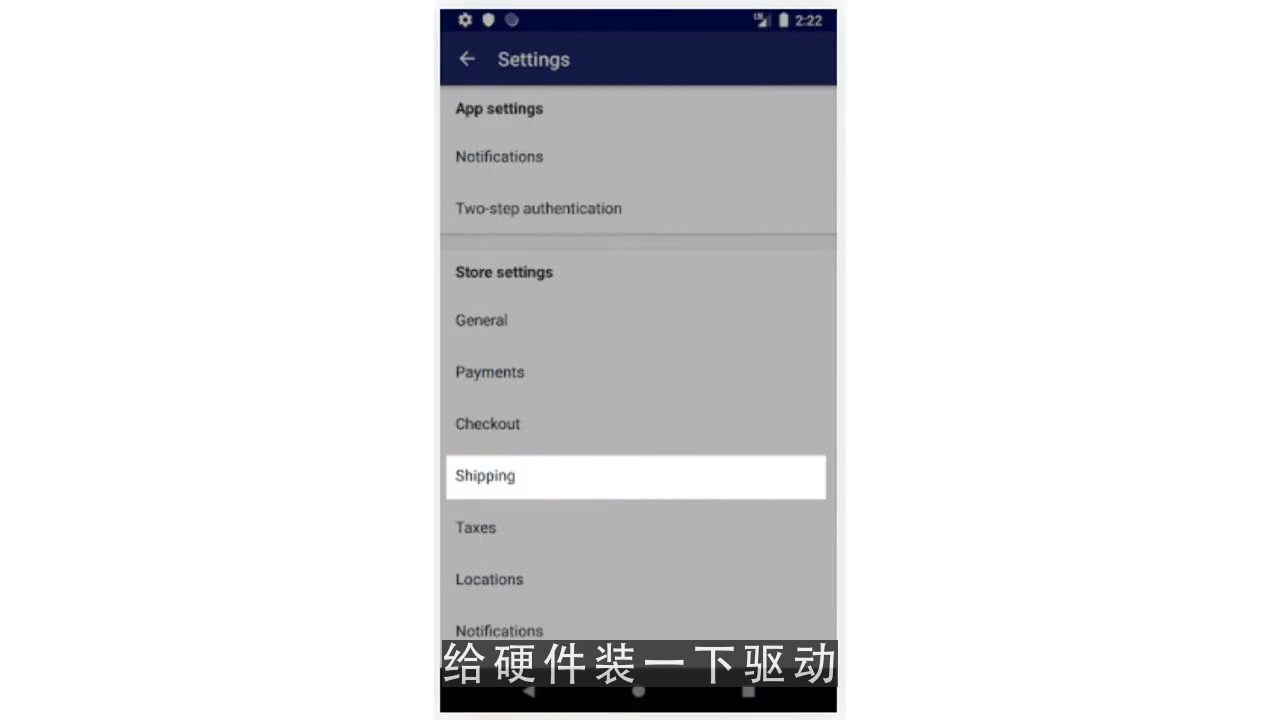 2:22
Settings
App settings
Notifications
Two-step authentication
Store settings
General
Payments
Checkout
Shipping
Taxes
Locations
Notifications
给硬件装一下驱动